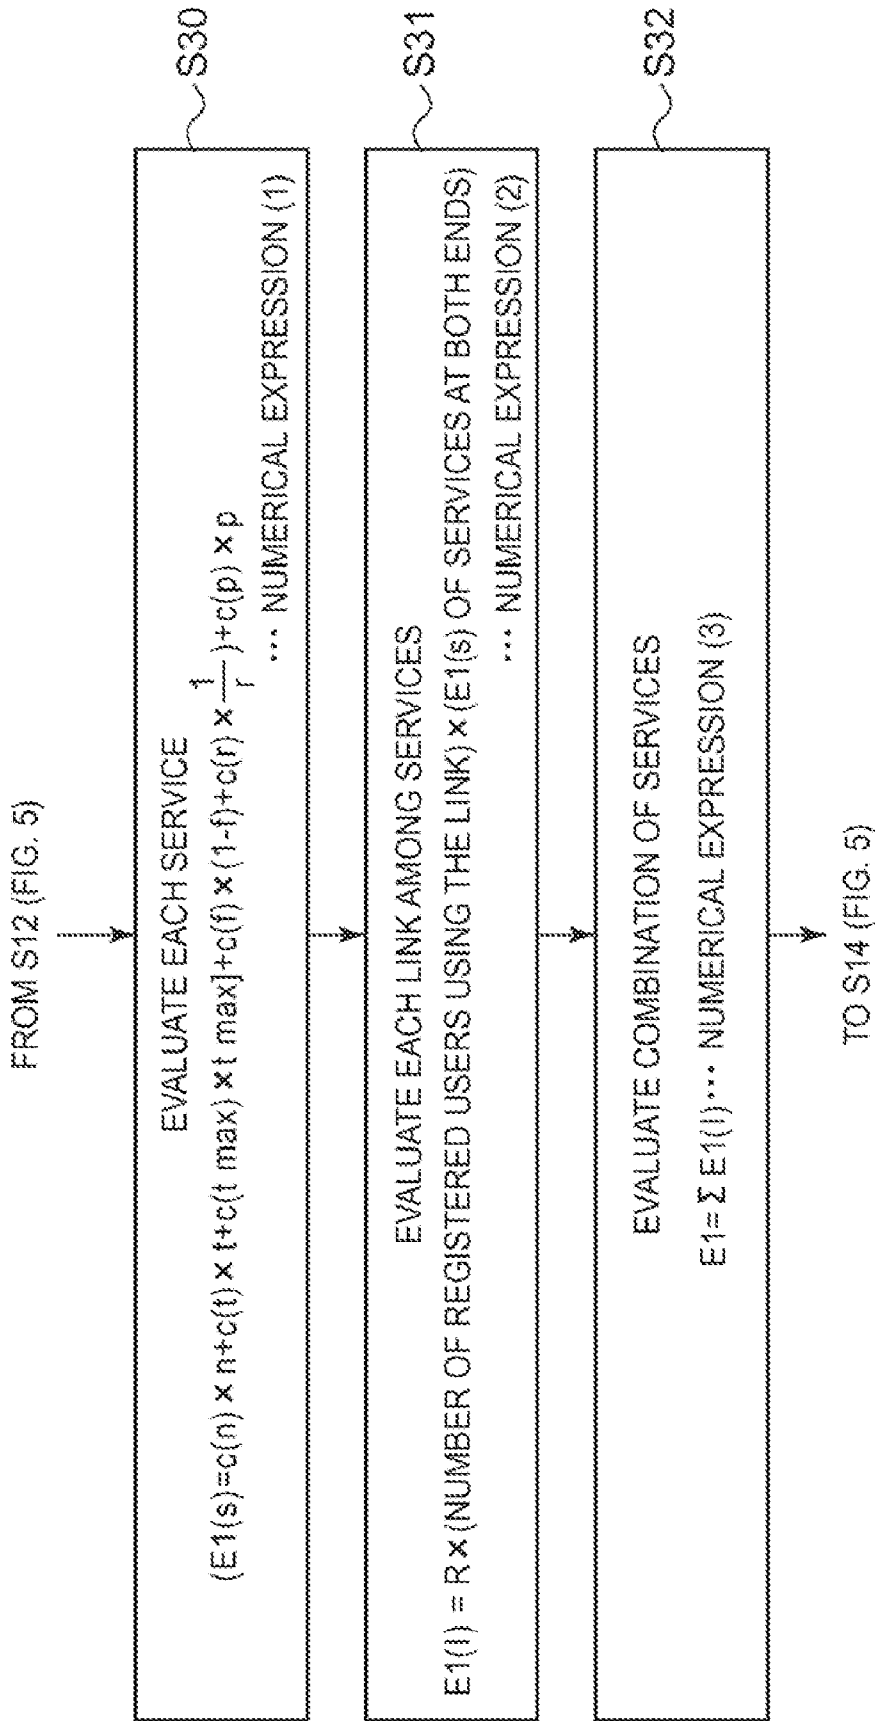 FROM S12 (FIG. 5)
EVALUATE EACH SERVICE
(E1(s)=c(n) × n+c(t) × t+c(t max) × t max]+c(f) × (1-f)+c(r) × 1/r)+c(p) × p
··· NUMERICAL EXPRESSION (1)
S30
EVALUATE EACH LINK AMONG SERVICES
E1(l) = R × (NUMBER OF REGISTERED USERS USING THE LINK) × (E1(s) OF SERVICES AT BOTH ENDS)
··· NUMERICAL EXPRESSION (2)
S31
EVALUATE COMBINATION OF SERVICES
E1= Σ E1(l)··· NUMERICAL EXPRESSION (3)
S32
TO S14 (FIG. 5)